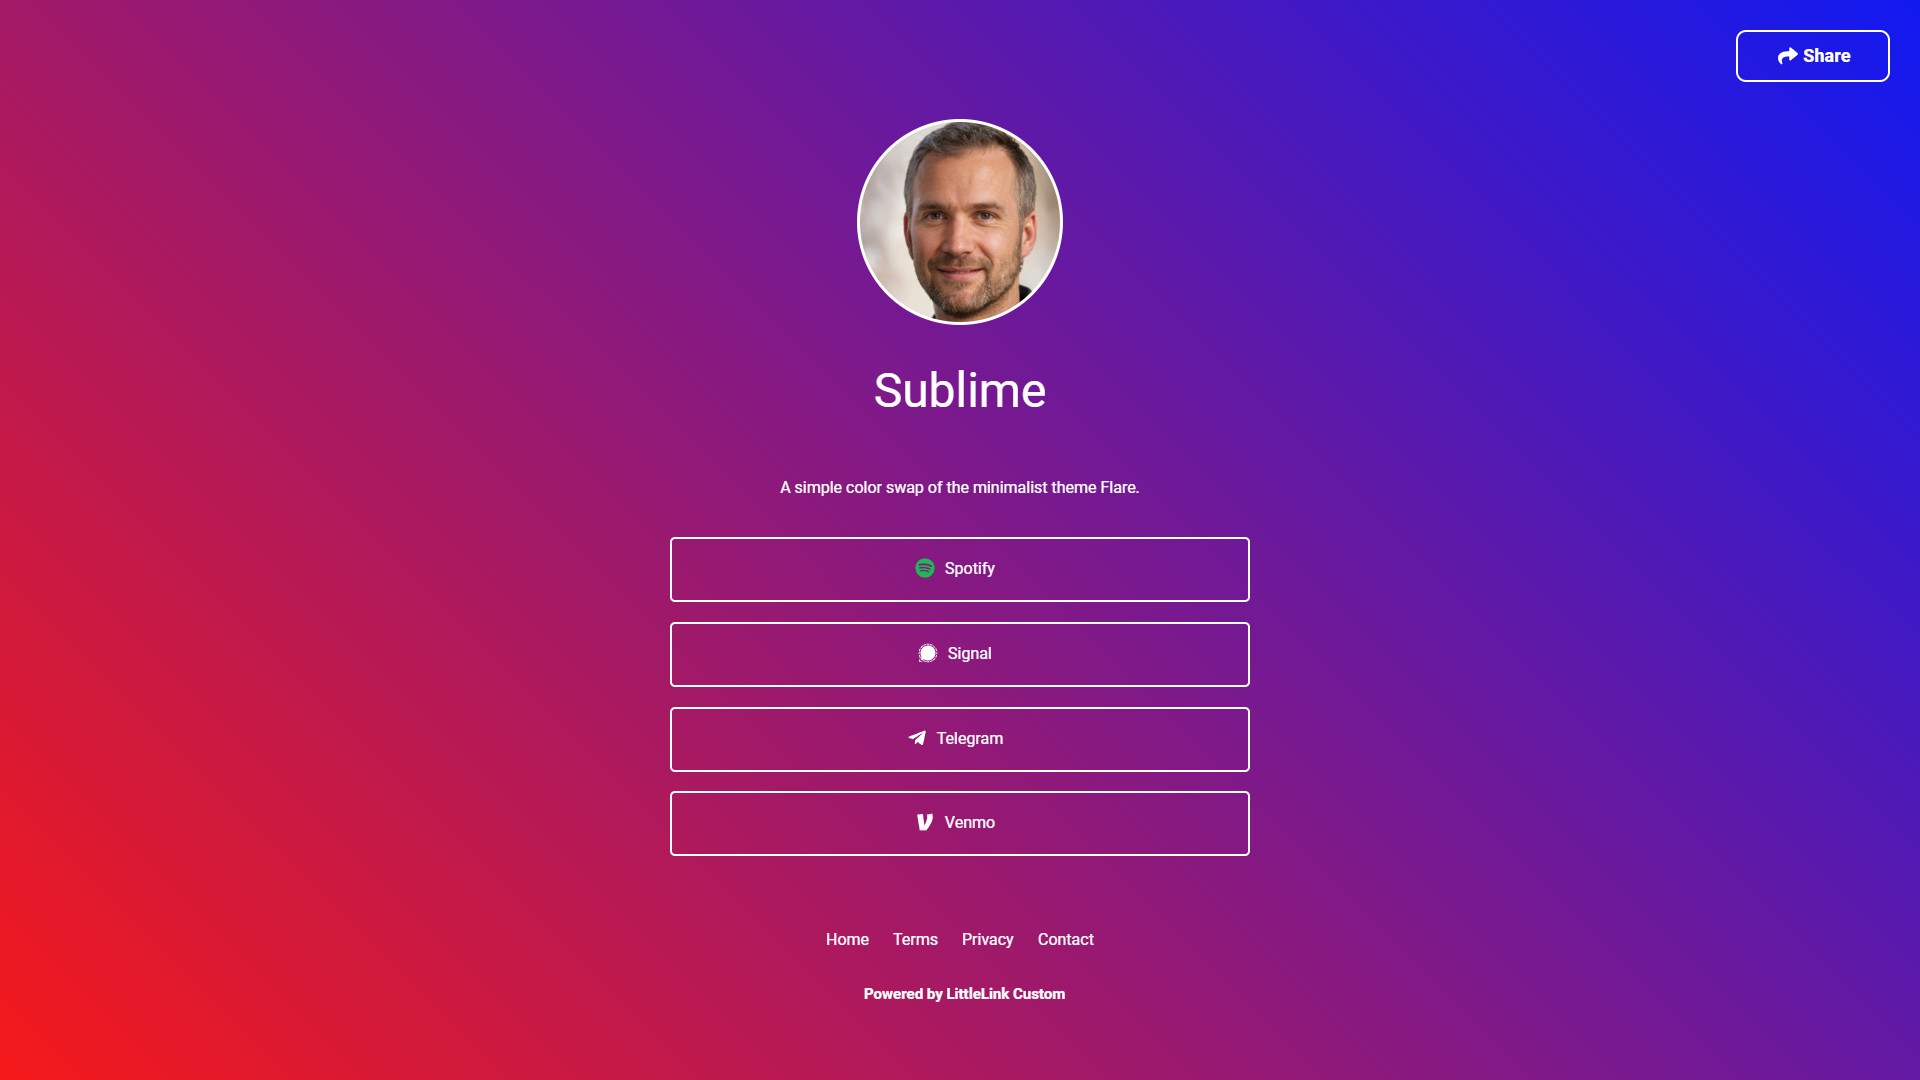 Share
Sublime
A simple color swap of the minimalist theme Flare.
Spotify
Signal
Telegram
Venmo
Home Terms Privacy Contact
Powered by LittleLink Custom